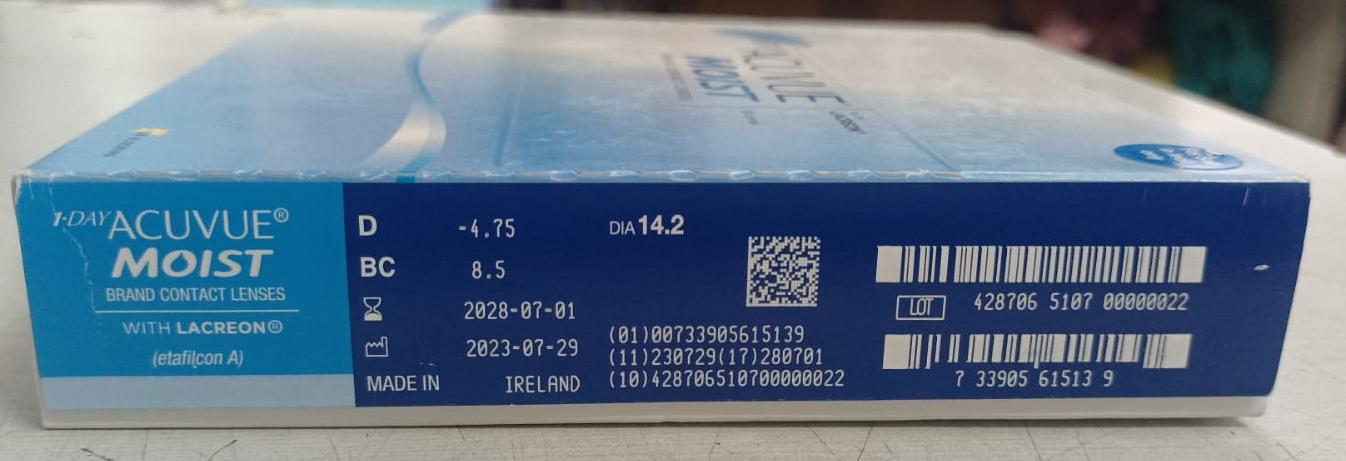 ACUVUE
MOIST
1·DAY ACUVUE®
MOIST
BRAND CONTACT LENSES
WITH LACREON®
(etafilcon A)
D -4.75 DIA 14.2
BC 8.5
2028-07-01
2023-07-29
MADE IN IRELAND
(01)00733905615139
(11)230729(17)280701
(10)428706510700000022
LOT 428706 5107 00000022
7 33905 61513 9